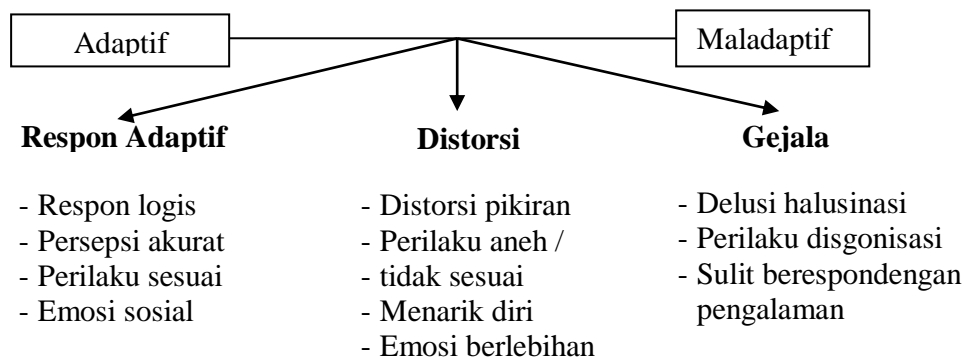 Adaptif
Maladaptif
Respon Adaptif
- Respon logis
- Persepsi akurat
- Perilaku sesuai
- Emosi sosial
Distorsi
- Distorsi pikiran
- Perilaku aneh /
- tidak sesuai
- Menarik diri
- Emosi berlebihan
Gejala
- Delusi halusinasi
- Perilaku disgonisasi
- Sulit berespondengan
pengalaman